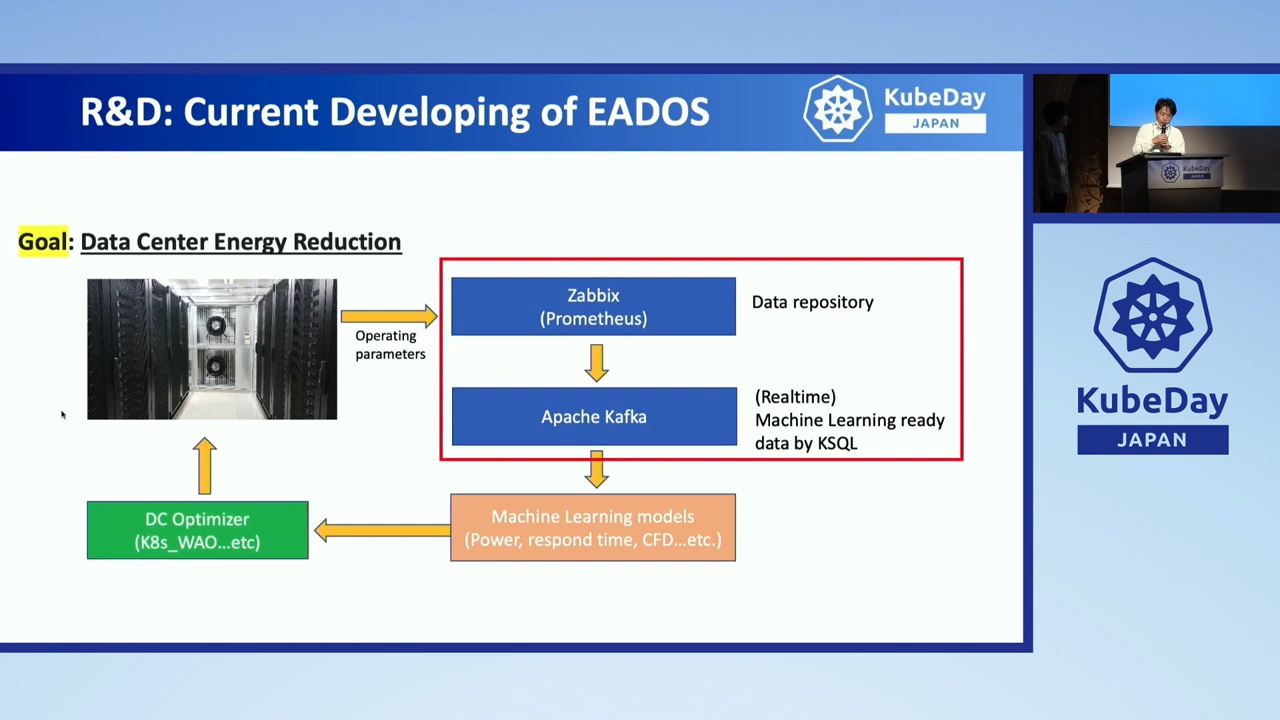 R&D: Current Developing of EADOS
KubeDay
JAPAN
Goal: Data Center Energy Reduction
Operating
parameters
Zabbix
(Prometheus)
Data repository
Apache Kafka
(Realtime)
Machine Learning ready
data by KSQL
Machine Learning models
(Power, respond time, CFD...etc.)
DC Optimizer
(K8s_WAO...etc)
KubeDay
JAPAN
KubeDay
JAPAN